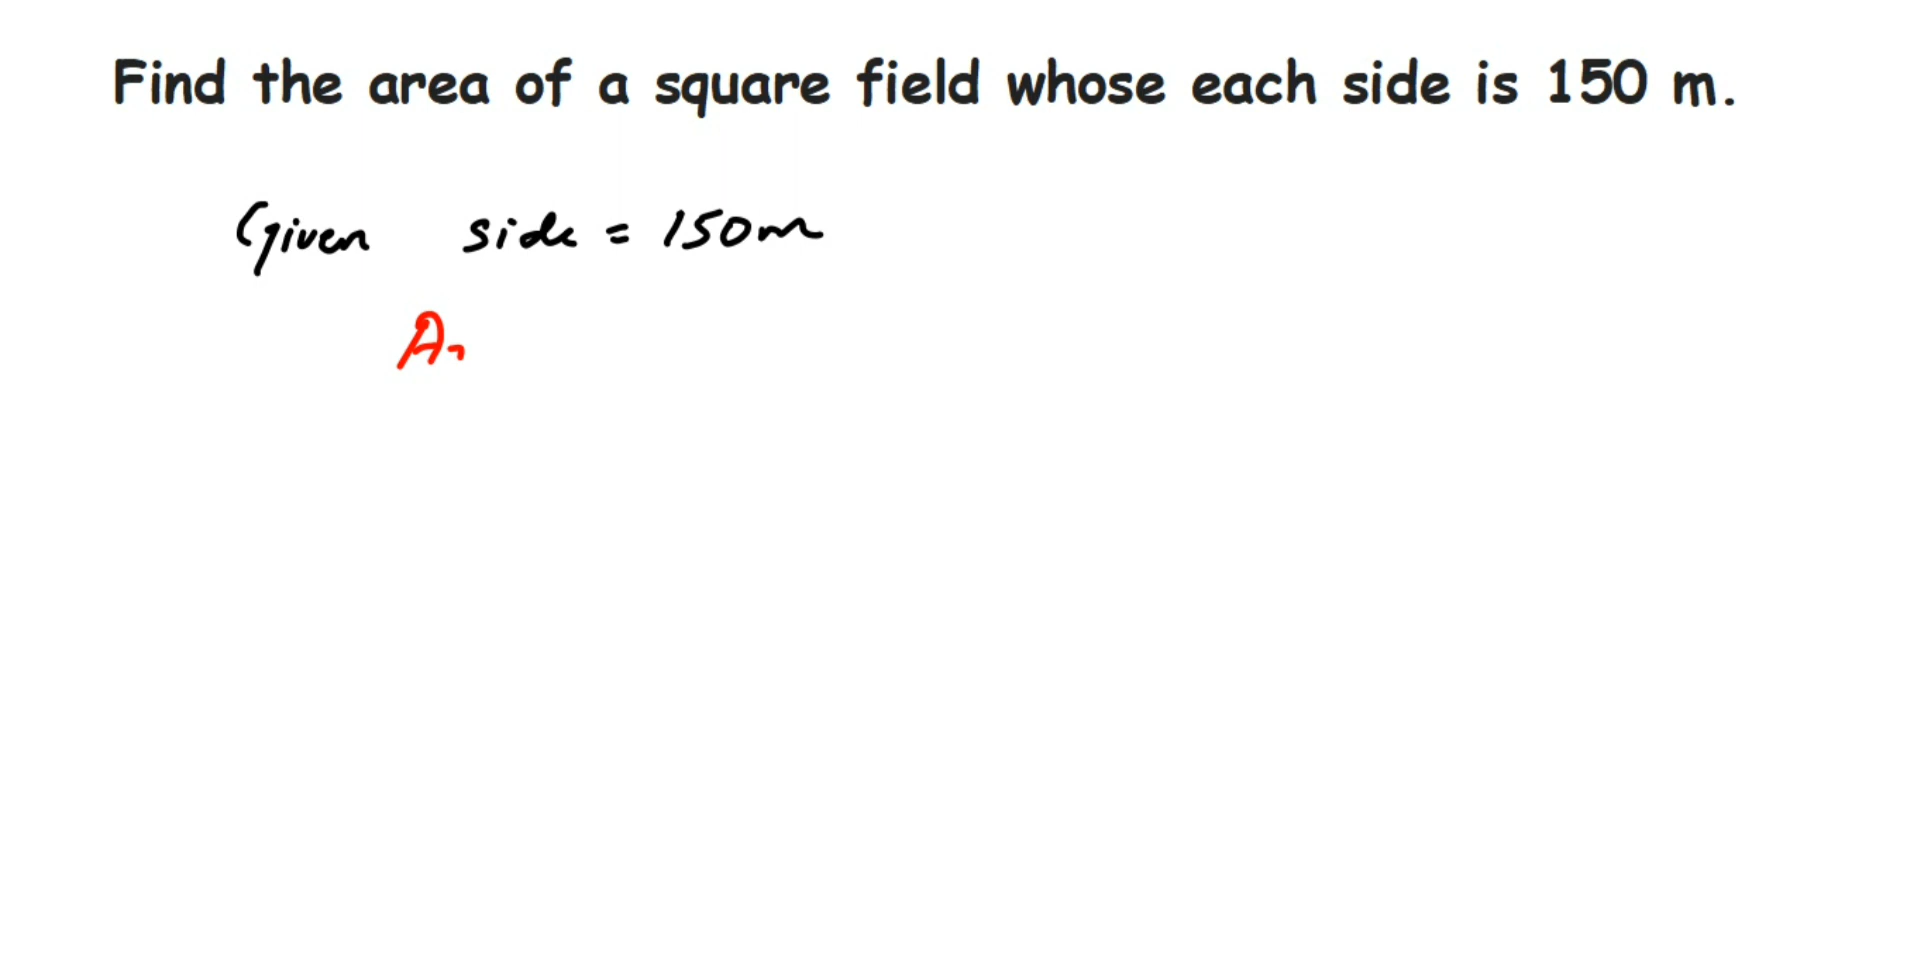 Find the area of a square field whose each side is 150 m.
Given side = 150m
A